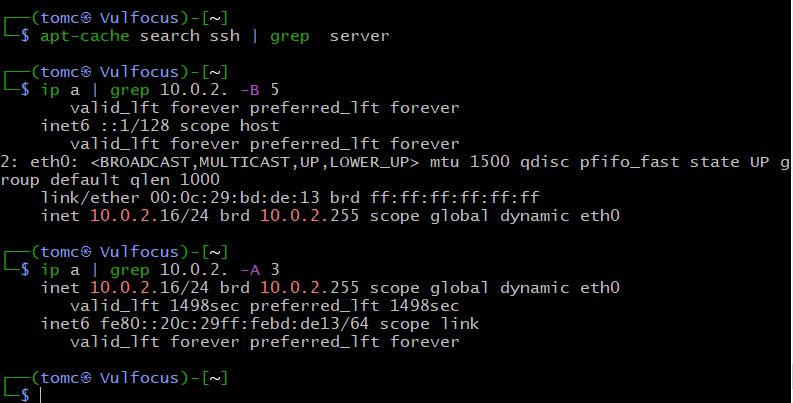 ┌──(tomc㉿ Vulfocus)-[~]
└─$ apt-cache search ssh | grep  server
┌──(tomc㉿ Vulfocus)-[~]
└─$ ip a | grep 10.0.2. -B 5
       valid_lft forever preferred_lft forever
    inet6 ::1/128 scope host
       valid_lft forever preferred_lft forever
2: eth0: <BROADCAST,MULTICAST,UP,LOWER_UP> mtu 1500 qdisc pfifo_fast state UP g
roup default qlen 1000
    link/ether 00:0c:29:bd:de:13 brd ff:ff:ff:ff:ff:ff
    inet 10.0.2.16/24 brd 10.0.2.255 scope global dynamic eth0
┌──(tomc㉿ Vulfocus)-[~]
└─$ ip a | grep 10.0.2. -A 3
    inet 10.0.2.16/24 brd 10.0.2.255 scope global dynamic eth0
       valid_lft 1498sec preferred_lft 1498sec
    inet6 fe80::20c:29ff:febd:de13/64 scope link
       valid_lft forever preferred_lft forever
┌──(tomc㉿ Vulfocus)-[~]
└─$